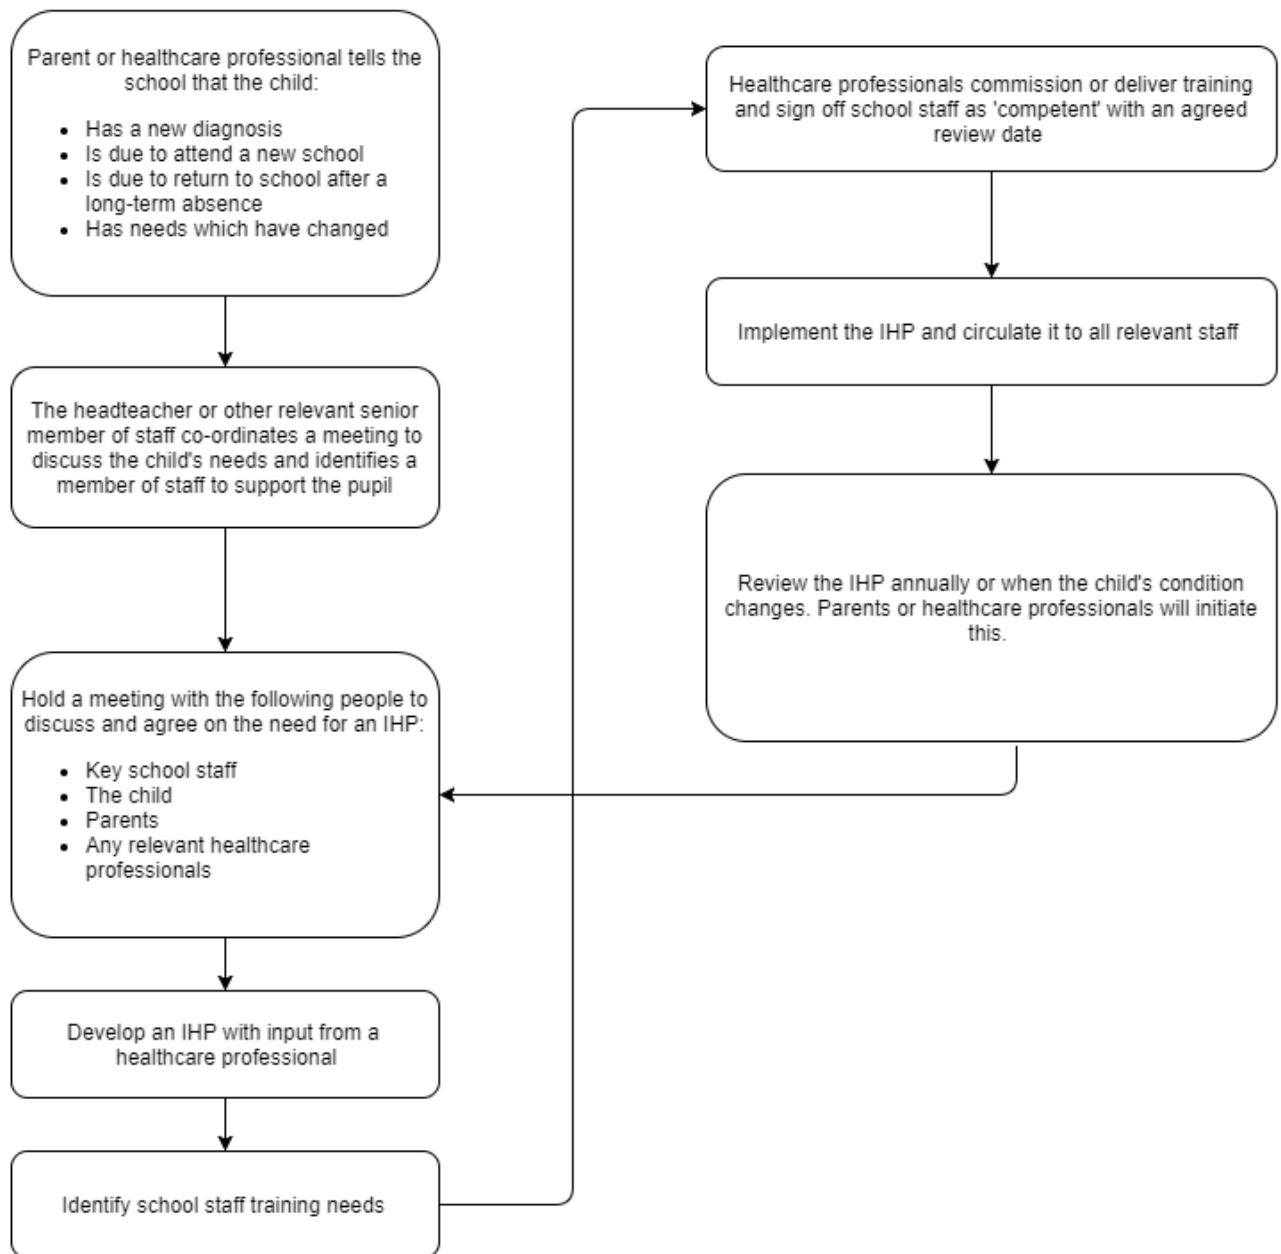 Parent or healthcare professional tells the
school that the child:
• Has a new diagnosis
• Is due to attend a new school
• Is due to return to school after a
long-term absence
• Has needs which have changed
The headteacher or other relevant senior
member of staff co-ordinates a meeting to
discuss the child's needs and identifies a
member of staff to support the pupil
Hold a meeting with the following people to
discuss and agree on the need for an IHP:
• Key school staff
• The child
• Parents
• Any relevant healthcare
professionals
Develop an IHP with input from a
healthcare professional
Identify school staff training needs
Healthcare professionals commission or deliver training
and sign off school staff as 'competent' with an agreed
review date
Implement the IHP and circulate it to all relevant staff
Review the IHP annually or when the child's condition
changes. Parents or healthcare professionals will initiate
this.